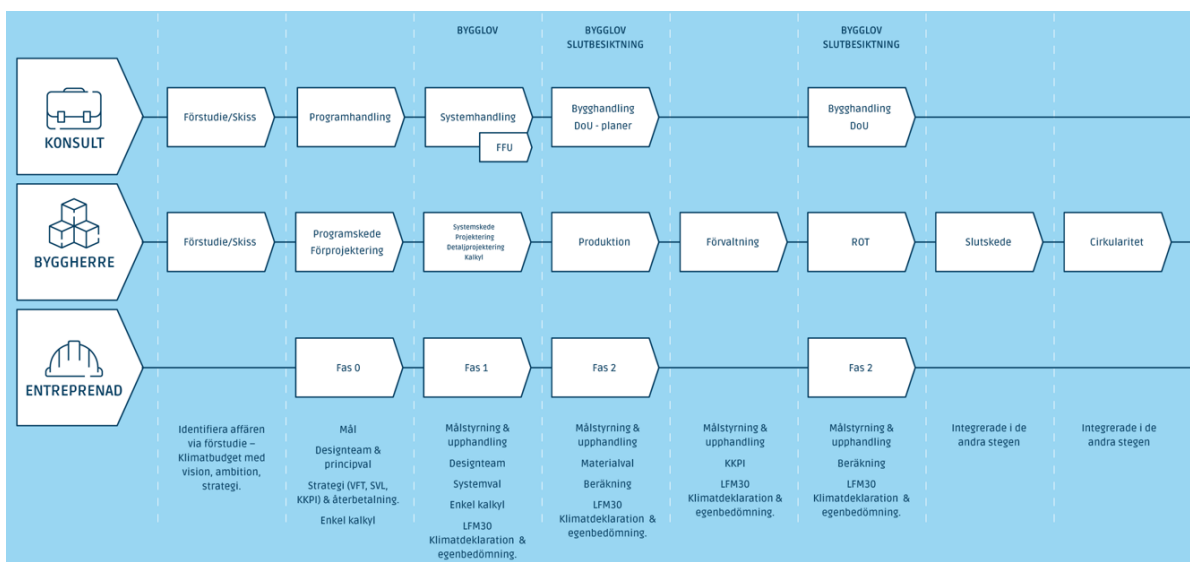 BYGGLOV
BYGGLOV
SLUTBESIKTNING
BYGGLOV
SLUTBESIKTNING
KONSULT
Förstudie/Skiss
Programhandling
Systemhandling
FFU
Bygghandling
DoU - planer
Bygghandling
DoU
BYGGHERRE
Förstudie/Skiss
Programskede
Förprojektering
Systemskede
Projektering
Detaljprojektering
Kalkyl
Produktion
Förvaltning
ROT
Slutskede
Cirkularitet
ENTREPRENAD
Fas 0
Fas 1
Fas 2
Fas 2
Identifiera affären
via förstudie –
Klimatbudget med
vision, ambition,
strategi.
Mål
Designteam &
principval
Strategi (VFT, SVL,
KKPI) & återbetalning.
Enkel kalkyl
Målstyrning &
upphandling
Designteam
Systemval
Enkel kalkyl
LFM30
Klimatdeklaration &
egenbedömning.
Målstyrning &
upphandling
Materialval
Beräkning
LFM30
Klimatdeklaration &
egenbedömning.
Målstyrning &
upphandling
KKPI
LFM30
Klimatdeklaration &
egenbedömning.
Målstyrning &
upphandling
Beräkning
LFM30
Klimatdeklaration &
egenbedömning.
Integrerade i de
andra stegen
Integrerade i de
andra stegen